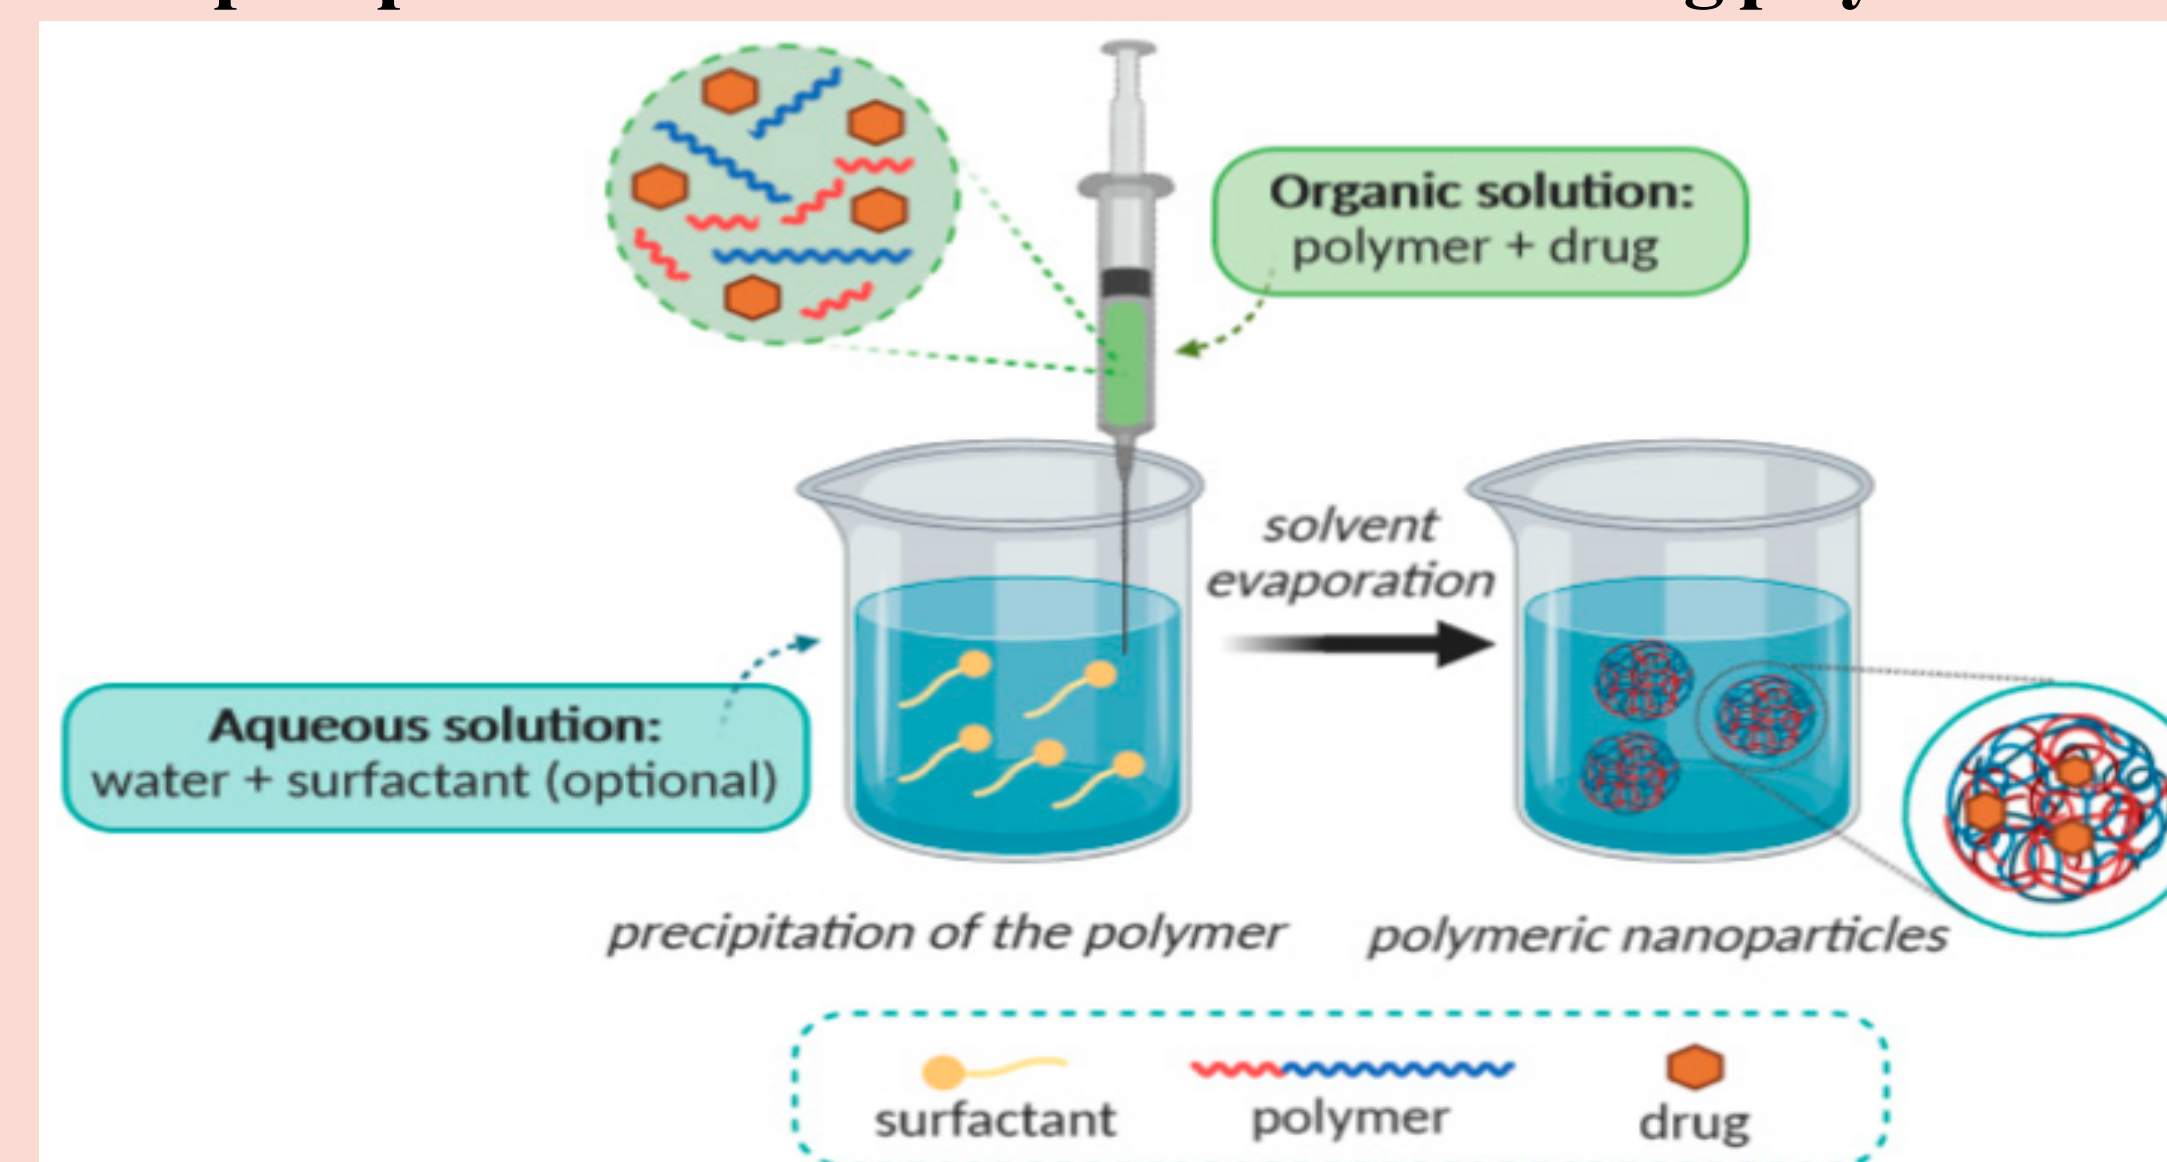 Organic solution:
polymer + drug
solvent
evaporation
Aqueous solution:
water + surfactant (optional)
precipitation of the polymer
polymeric nanoparticles
surfactant
polymer
drug